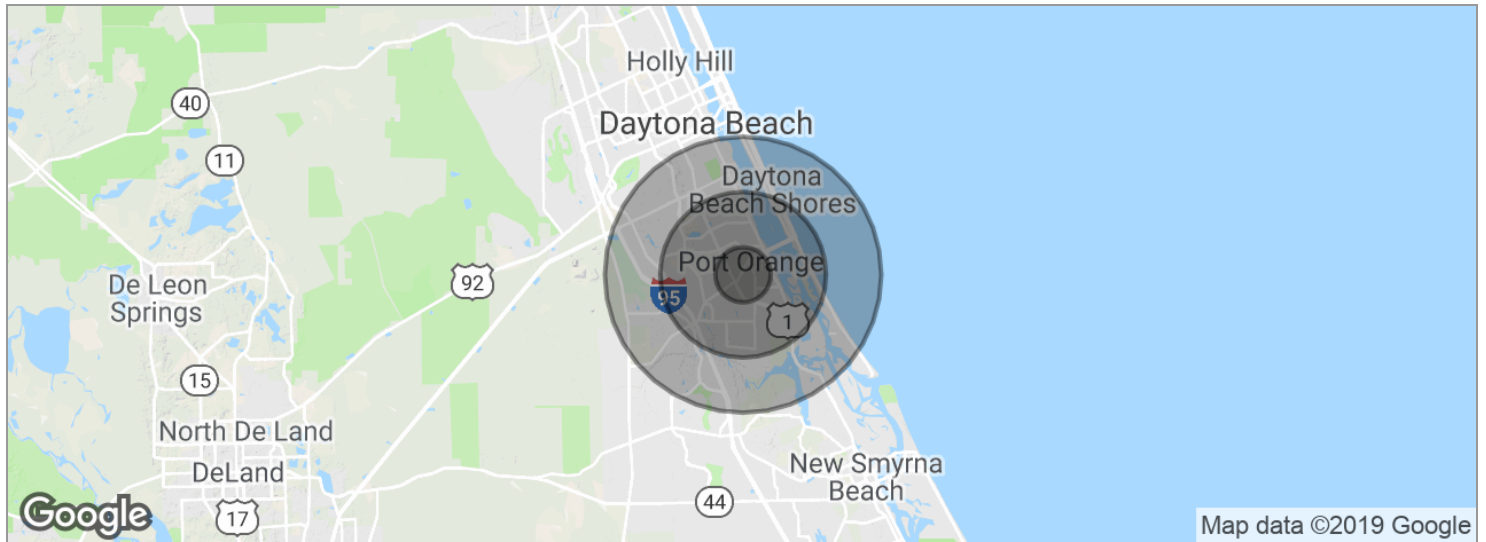 Holly Hill
40
Daytona Beach
11
Daytona
Beach Shores
Port Orange
92
De Leon
Springs
95
1
15
North De Land
DeLand
New Smyrna
Beach
44
17
Google
Map data ©2019 Google